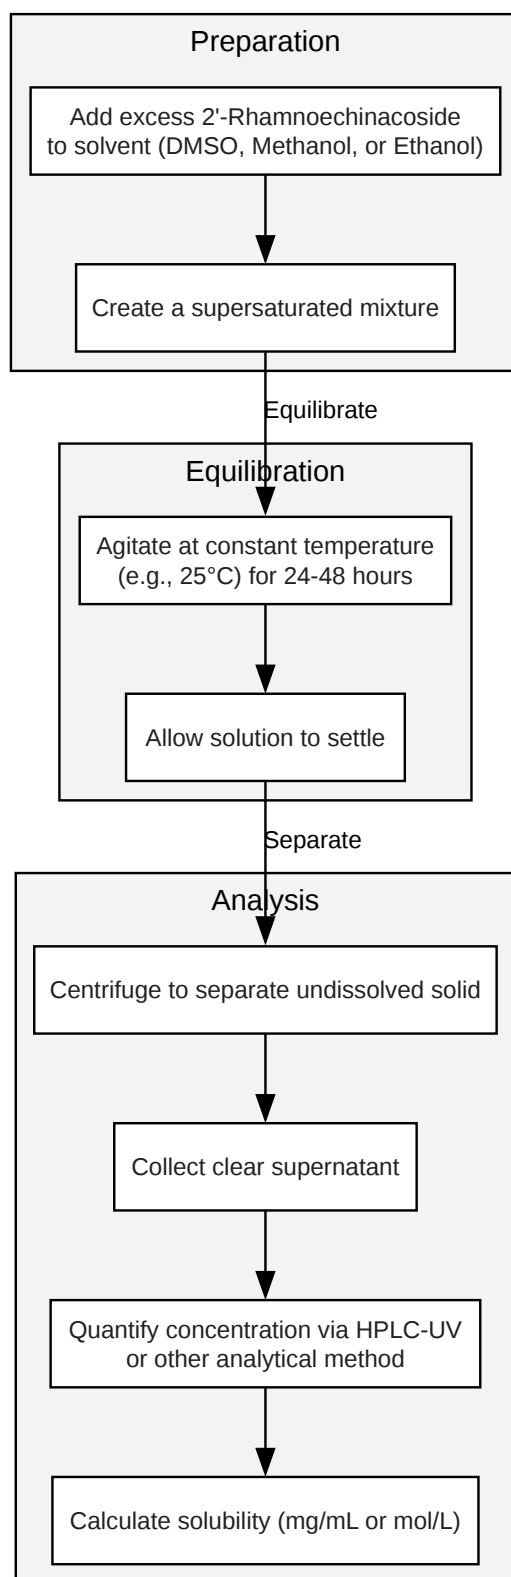 Preparation
Add excess 2'-Rhamnoechinacoside
to solvent (DMSO, Methanol, or Ethanol)
Create a supersaturated mixture
Equilibrate
Equilibration
Agitate at constant temperature
(e.g., 25°C) for 24-48 hours
Allow solution to settle
Separate
Analysis
Centrifuge to separate undissolved solid
Collect clear supernatant
Quantify concentration via HPLC-UV
or other analytical method
Calculate solubility (mg/mL or mol/L)